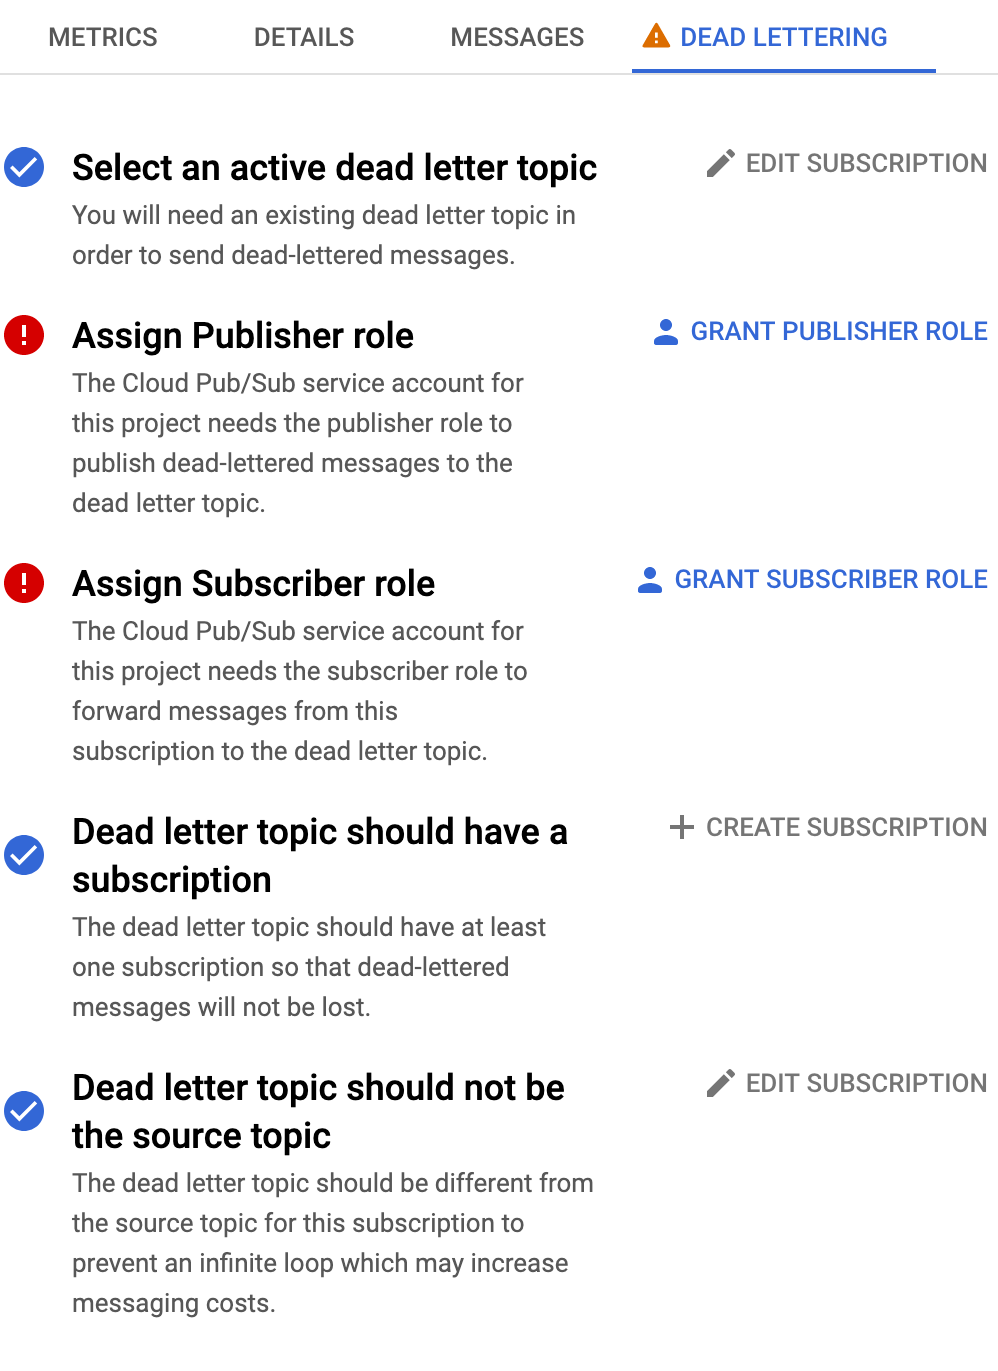 METRICS DETAILS MESSAGES DEAD LETTERING
Select an active dead letter topic
EDIT SUBSCRIPTION
You will need an existing dead letter topic in
order to send dead-lettered messages.
Assign Publisher role
GRANT PUBLISHER ROLE
The Cloud Pub/Sub service account for
this project needs the publisher role to
publish dead-lettered messages to the
dead letter topic.
Assign Subscriber role
GRANT SUBSCRIBER ROLE
The Cloud Pub/Sub service account for
this project needs the subscriber role to
forward messages from this
subscription to the dead letter topic.
Dead letter topic should have a
subscription
CREATE SUBSCRIPTION
The dead letter topic should have at least
one subscription so that dead-lettered
messages will not be lost.
Dead letter topic should not be
the source topic
EDIT SUBSCRIPTION
The dead letter topic should be different from
the source topic for this subscription to
prevent an infinite loop which may increase
messaging costs.